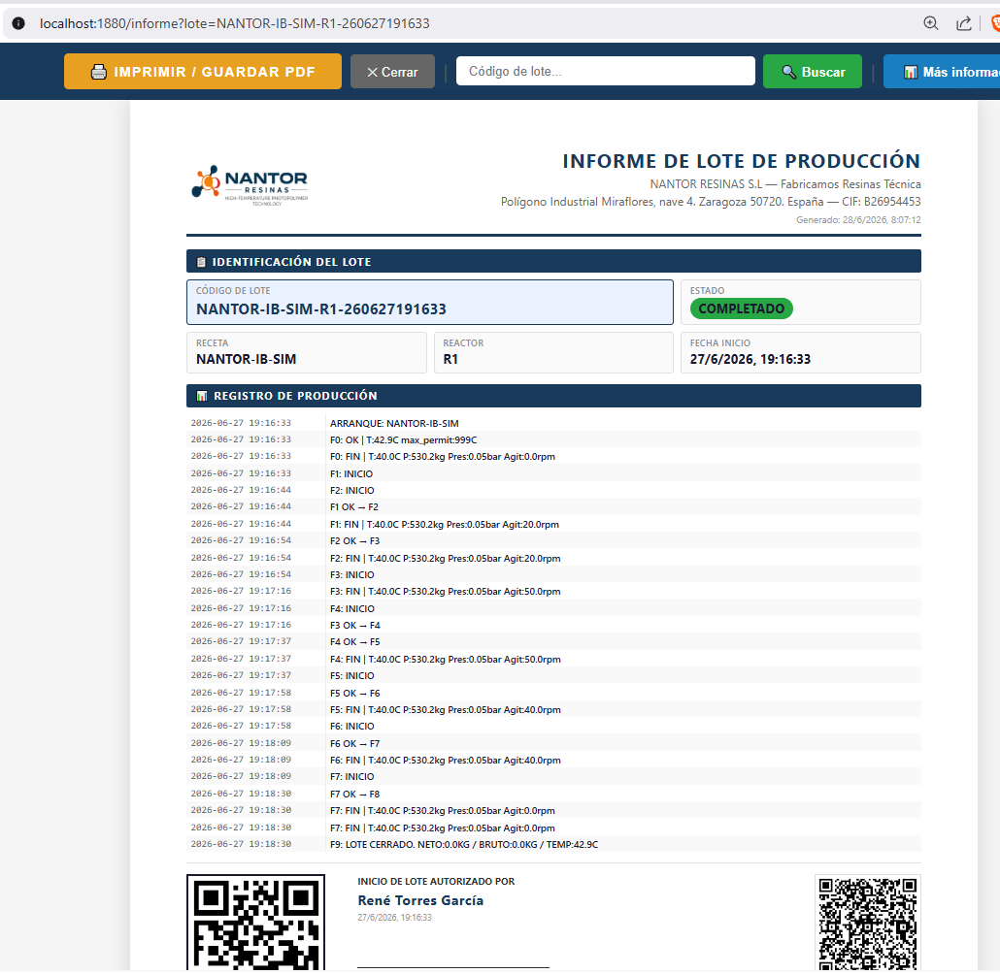 localhost:1880/informe?lote=NANTOR-IB-SIM-R1-260627191633
IMPRIMIR / GUARDAR PDF
× Cerrar
Código de lote...
Buscar
Más informa
NANTOR
RESINAS
HIGH-TEMPERATURE PHOTOPOLYMER
TECHNOLOGY
INFORME DE LOTE DE PRODUCCIÓN
NANTOR RESINAS S.L — Fabricamos Resinas Técnica
Polígono Industrial Miraflores, nave 4. Zaragoza 50720. España — CIF: B26954453
Generado: 28/6/2026, 8:07:12
IDENTIFICACIÓN DEL LOTE
CÓDIGO DE LOTE
NANTOR-IB-SIM-R1-260627191633
ESTADO
COMPLETADO
RECETA
NANTOR-IB-SIM
REACTOR
R1
FECHA INICIO
27/6/2026, 19:16:33
REGISTRO DE PRODUCCIÓN
2026-06-27 19:16:33 ARRANQUE: NANTOR-IB-SIM
2026-06-27 19:16:33 F0: OK | T:42.9C max_permit:999C
2026-06-27 19:16:33 F0: FIN | T:40.0C P:530.2kg Pres:0.05bar Agit:0.0rpm
2026-06-27 19:16:33 F1: INICIO
2026-06-27 19:16:44 F2: INICIO
2026-06-27 19:16:44 F1 OK → F2
2026-06-27 19:16:44 F1: FIN | T:40.0C P:530.2kg Pres:0.05bar Agit:20.0rpm
2026-06-27 19:16:54 F2 OK → F3
2026-06-27 19:16:54 F2: FIN | T:40.0C P:530.2kg Pres:0.05bar Agit:20.0rpm
2026-06-27 19:16:54 F3: INICIO
2026-06-27 19:17:16 F3: FIN | T:40.0C P:530.2kg Pres:0.05bar Agit:50.0rpm
2026-06-27 19:17:16 F4: INICIO
2026-06-27 19:17:16 F3 OK → F4
2026-06-27 19:17:37 F4 OK → F5
2026-06-27 19:17:37 F4: FIN | T:40.0C P:530.2kg Pres:0.05bar Agit:50.0rpm
2026-06-27 19:17:37 F5: INICIO
2026-06-27 19:17:58 F5 OK → F6
2026-06-27 19:17:58 F5: FIN | T:40.0C P:530.2kg Pres:0.05bar Agit:40.0rpm
2026-06-27 19:17:58 F6: INICIO
2026-06-27 19:18:09 F6 OK → F7
2026-06-27 19:18:09 F6: FIN | T:40.0C P:530.2kg Pres:0.05bar Agit:40.0rpm
2026-06-27 19:18:09 F7: INICIO
2026-06-27 19:18:30 F7 OK → F8
2026-06-27 19:18:30 F7: FIN | T:40.0C P:530.2kg Pres:0.05bar Agit:0.0rpm
2026-06-27 19:18:30 F7: FIN | T:40.0C P:530.2kg Pres:0.05bar Agit:0.0rpm
2026-06-27 19:18:30 F9: LOTE CERRADO. NETO:0.0KG / BRUTO:0.0KG / TEMP:42.9C
INICIO DE LOTE AUTORIZADO POR
René Torres García
27/6/2026, 19:16:33